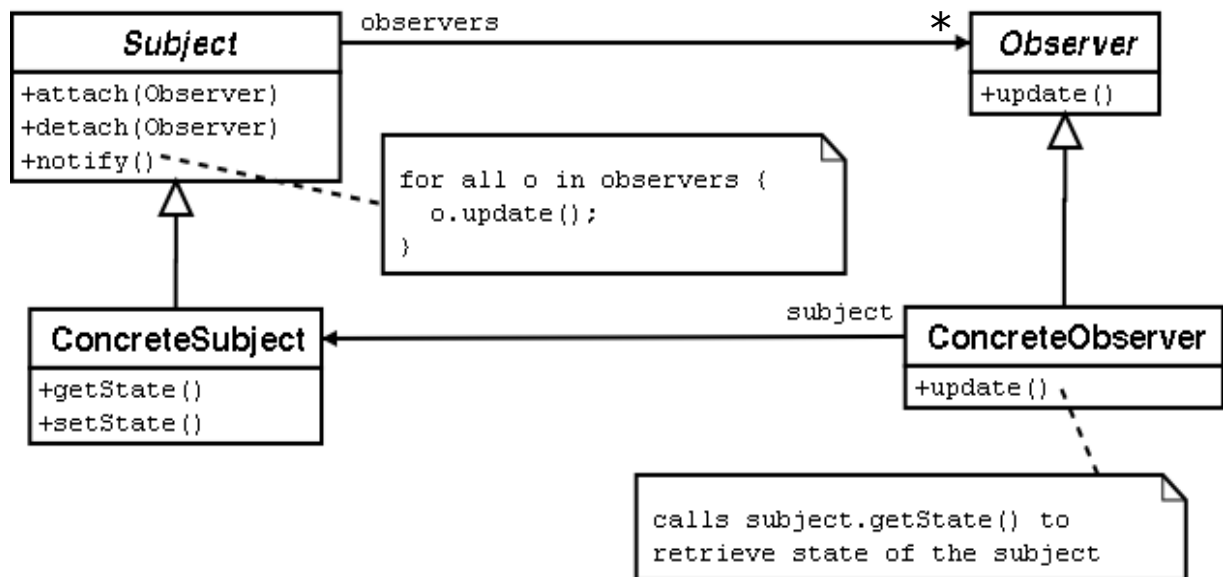 Subject
observers
*
Observer
+attach(Observer)
+detach(Observer)
+notify()
+update()
for all o in observers {
o.update();
}
ConcreteSubject
subject
ConcreteObserver
+getState()
+setState()
+update()
calls subject.getState() to
retrieve state of the subject